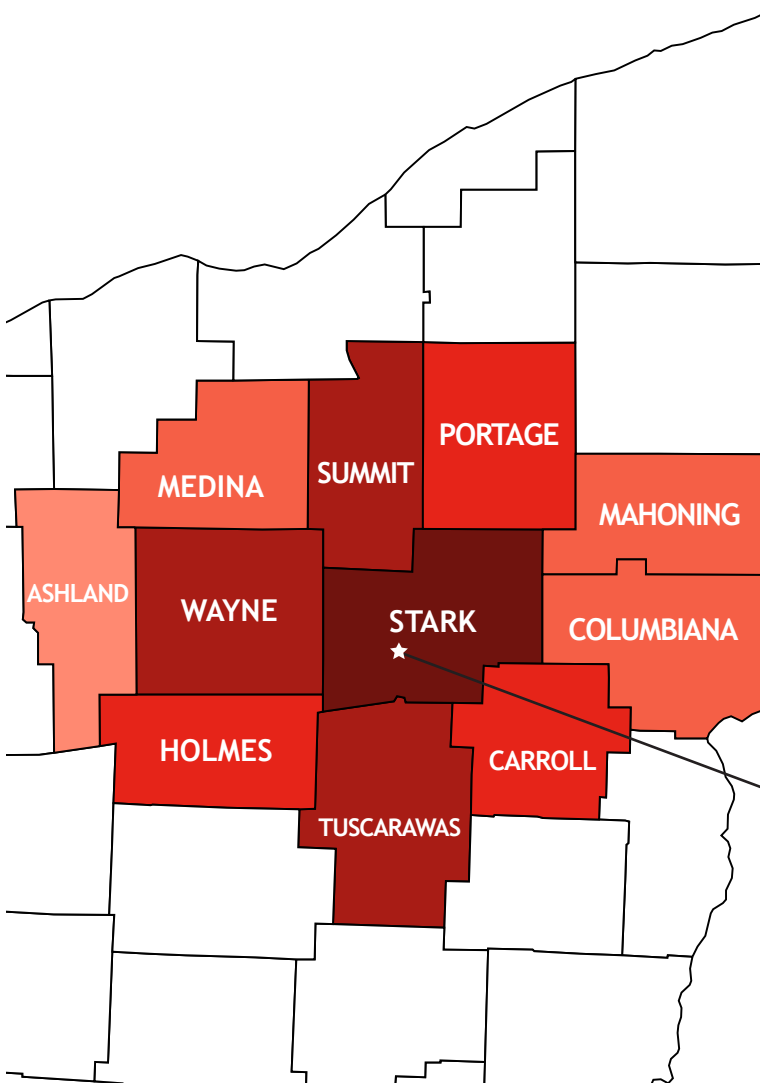 PORTAGE
SUMMIT
MEDINA
MAHONING
ASHLAND
WAYNE
STARK
COLUMBIANA
HOLMES
CARROLL
TUSCARAWAS